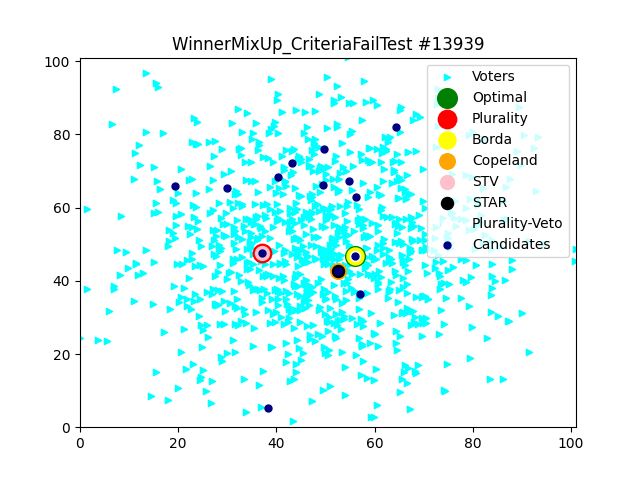 WinnerMixUp_CriteriaFailTest #13939
100
80
60
40
20
0
0
20
40
60
80
100
Voters
Optimal
Plurality
Borda
Copeland
STV
STAR
Plurality-Veto
Candidates